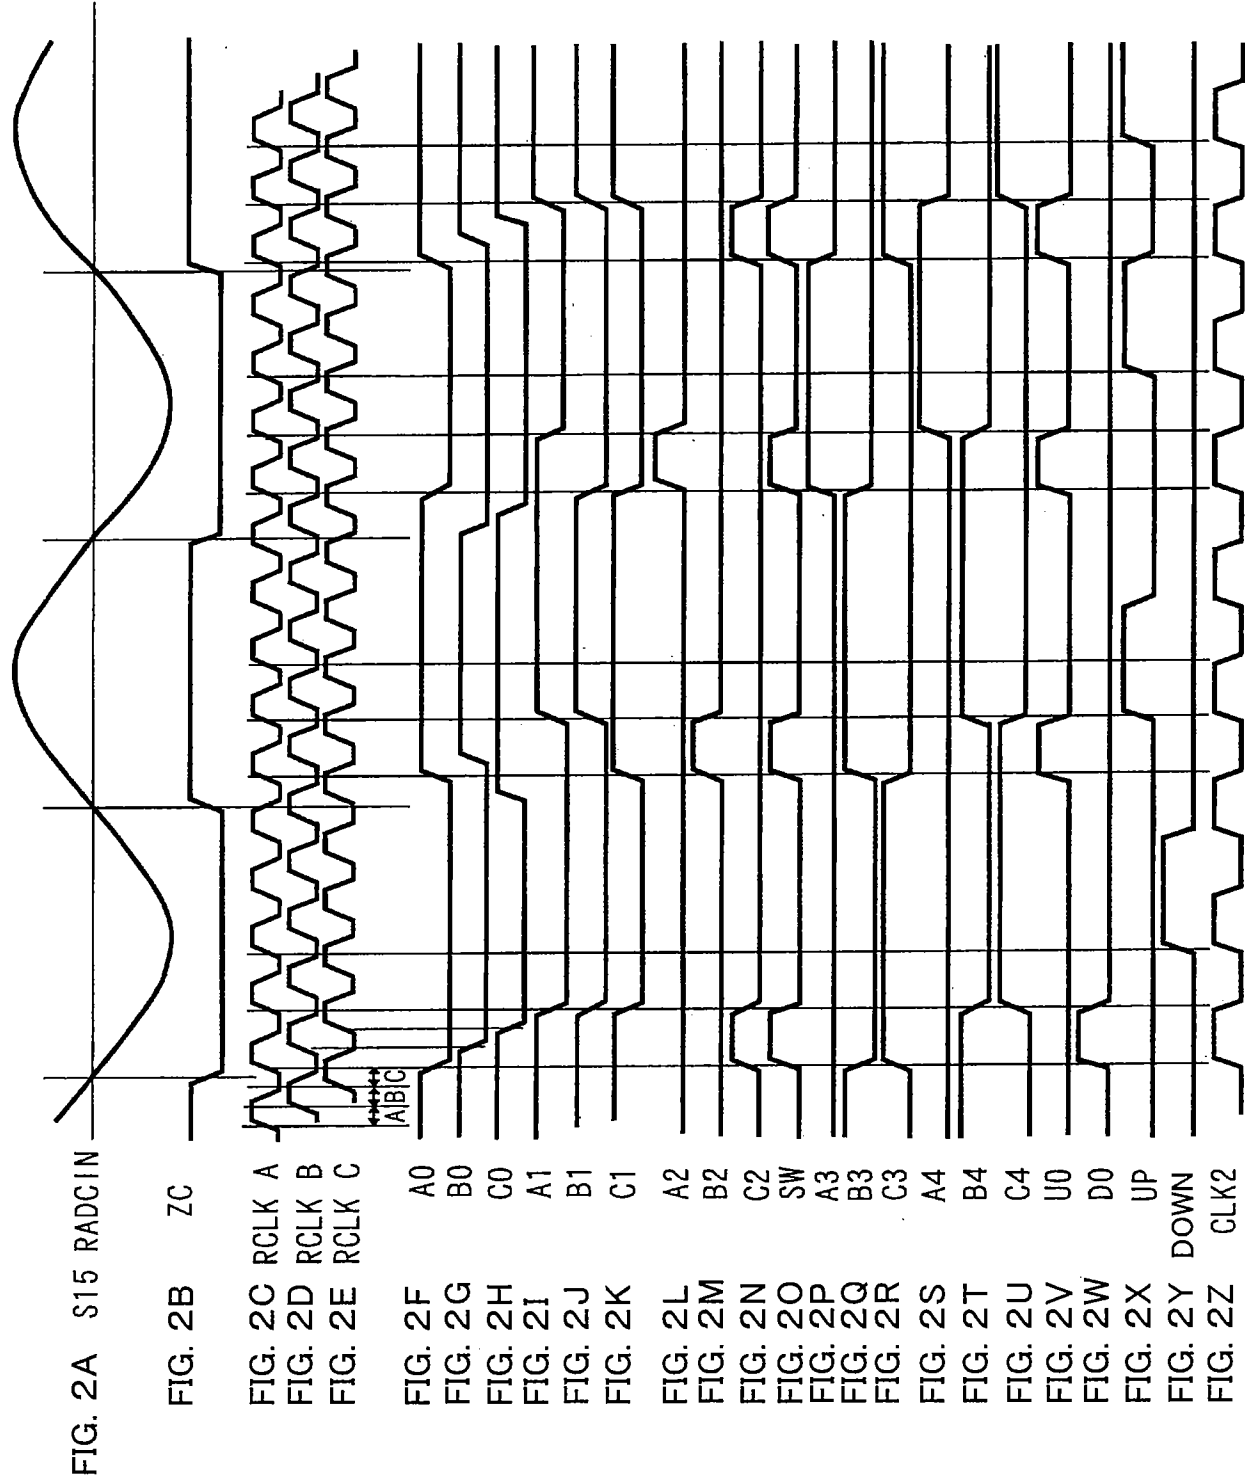 FIG. 2A S15 RADCIN
FIG. 2B ZC
FIG. 2C RCLK A
FIG. 2D RCLK B
FIG. 2E RCLK C
A B C
FIG. 2F A0
FIG. 2G B0
FIG. 2H C0
FIG. 2I A1
FIG. 2J B1
FIG. 2K C1
FIG. 2L A2
FIG. 2M B2
FIG. 2N C2
FIG. 2O SW
FIG. 2P A3
FIG. 2Q B3
FIG. 2R C3
FIG. 2S A4
FIG. 2T B4
FIG. 2U C4
FIG. 2V U0
FIG. 2W D0
FIG. 2X UP
FIG. 2Y DOWN
FIG. 2Z CLK2